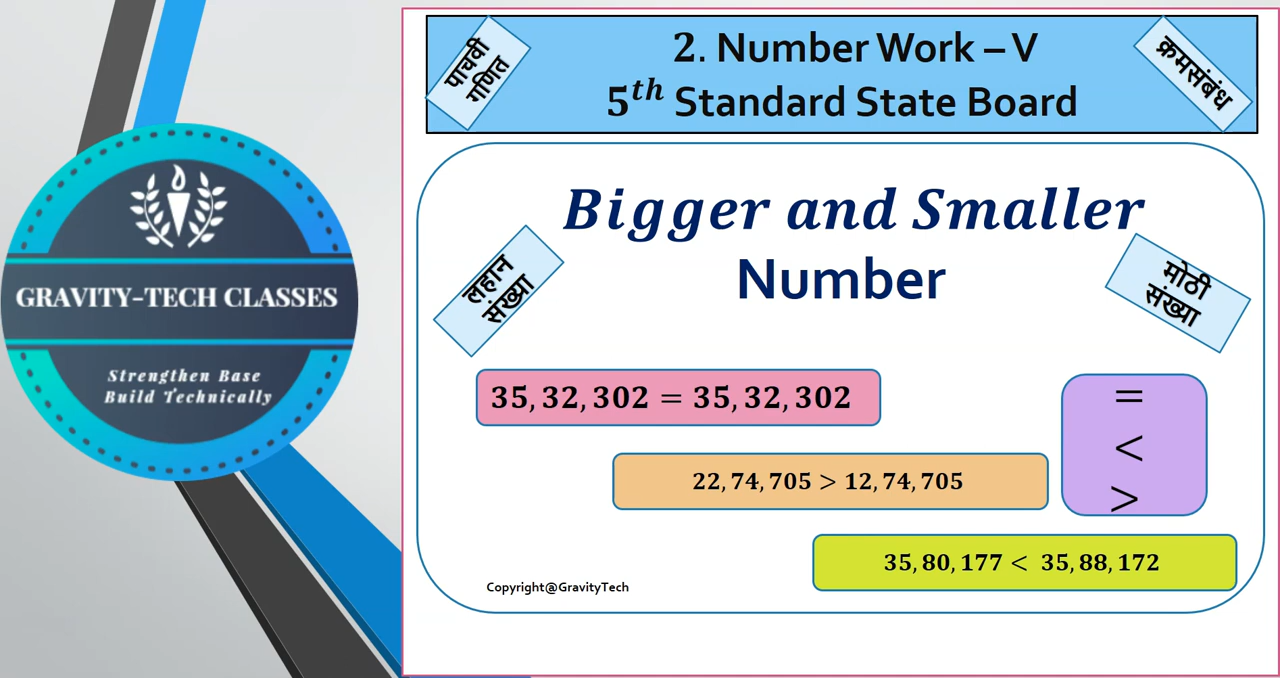 GRAVITY-TECH CLASSES
Strengthen Base
Build Technically
पाचवी
गणित
2. Number Work – V
5th Standard State Board
क्रमसंबंध
Bigger and Smaller
Number
लहान
संख्या
मोठी
संख्या
35, 32, 302 = 35, 32, 302
=
<
>
22, 74, 705 > 12, 74, 705
35, 80, 177 < 35, 88, 172
Copyright@GravityTech